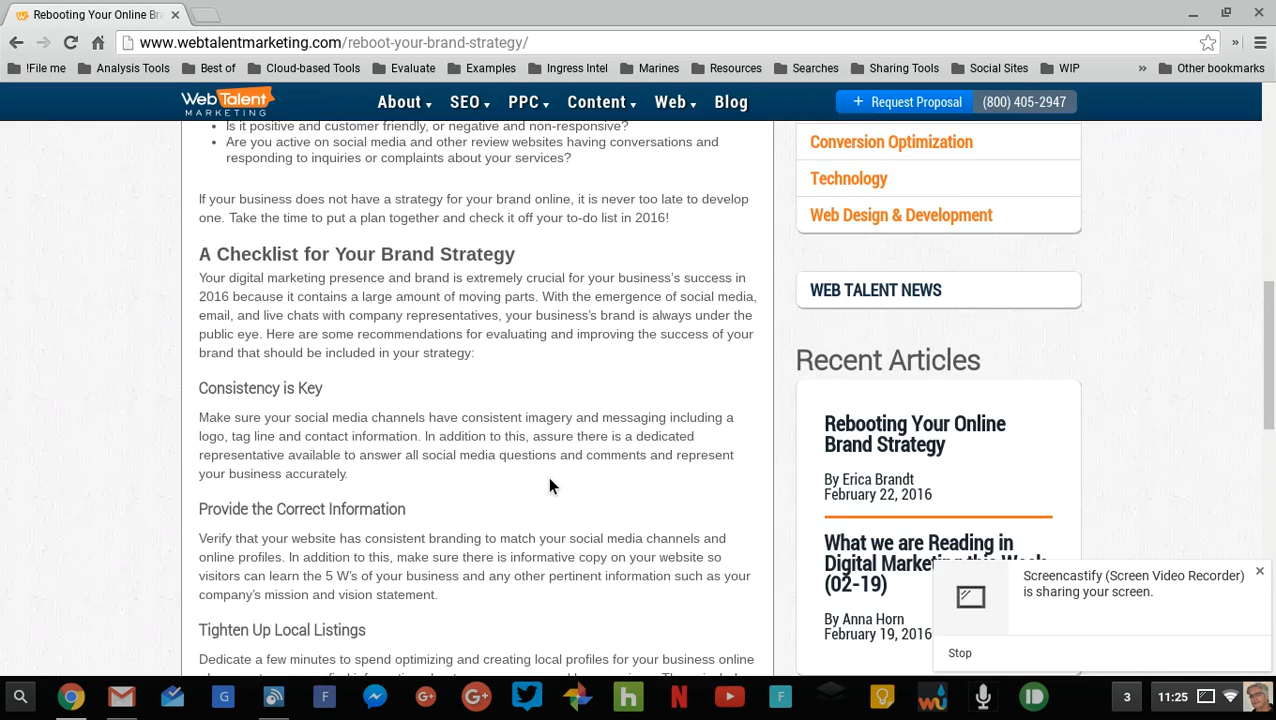 Rebooting Your Online Bra
www.webtalentmarketing.com/reboot-your-brand-strategy/
!File me Analysis Tools Best of Cloud-based Tools Evaluate Examples Ingress Intel Marines Resources Searches Sharing Tools Social Sites WIP » Other bookmarks
Web Talent
MARKETING
About SEO PPC Content Web Blog
+ Request Proposal (800) 405-2947
Is it positive and customer friendly, or negative and non-responsive?
Are you active on social media and other review websites having conversations and
responding to inquiries or complaints about your services?
If your business does not have a strategy for your brand online, it is never too late to develop
one. Take the time to put a plan together and check it off your to-do list in 2016!
A Checklist for Your Brand Strategy
Your digital marketing presence and brand is extremely crucial for your business’s success in
2016 because it contains a large amount of moving parts. With the emergence of social media,
email, and live chats with company representatives, your business’s brand is always under the
public eye. Here are some recommendations for evaluating and improving the success of your
brand that should be included in your strategy:
Consistency is Key
Make sure your social media channels have consistent imagery and messaging including a
logo, tag line and contact information. In addition to this, assure there is a dedicated
representative available to answer all social media questions and comments and represent
your business accurately.
Provide the Correct Information
Verify that your website has consistent branding to match your social media channels and
online profiles. In addition to this, make sure there is informative copy on your website so
visitors can learn the 5 W’s of your business and any other pertinent information such as your
company’s mission and vision statement.
Tighten Up Local Listings
Dedicate a few minutes to spend optimizing and creating local profiles for your business online
Conversion Optimization
Technology
Web Design & Development
WEB TALENT NEWS
Recent Articles
Rebooting Your Online
Brand Strategy
By Erica Brandt
February 22, 2016
What we are Reading in
Digital Marketing this Week
(02-19)
By Anna Horn
February 19, 2016
Screencastify (Screen Video Recorder)
is sharing your screen.
Stop
3 11:25